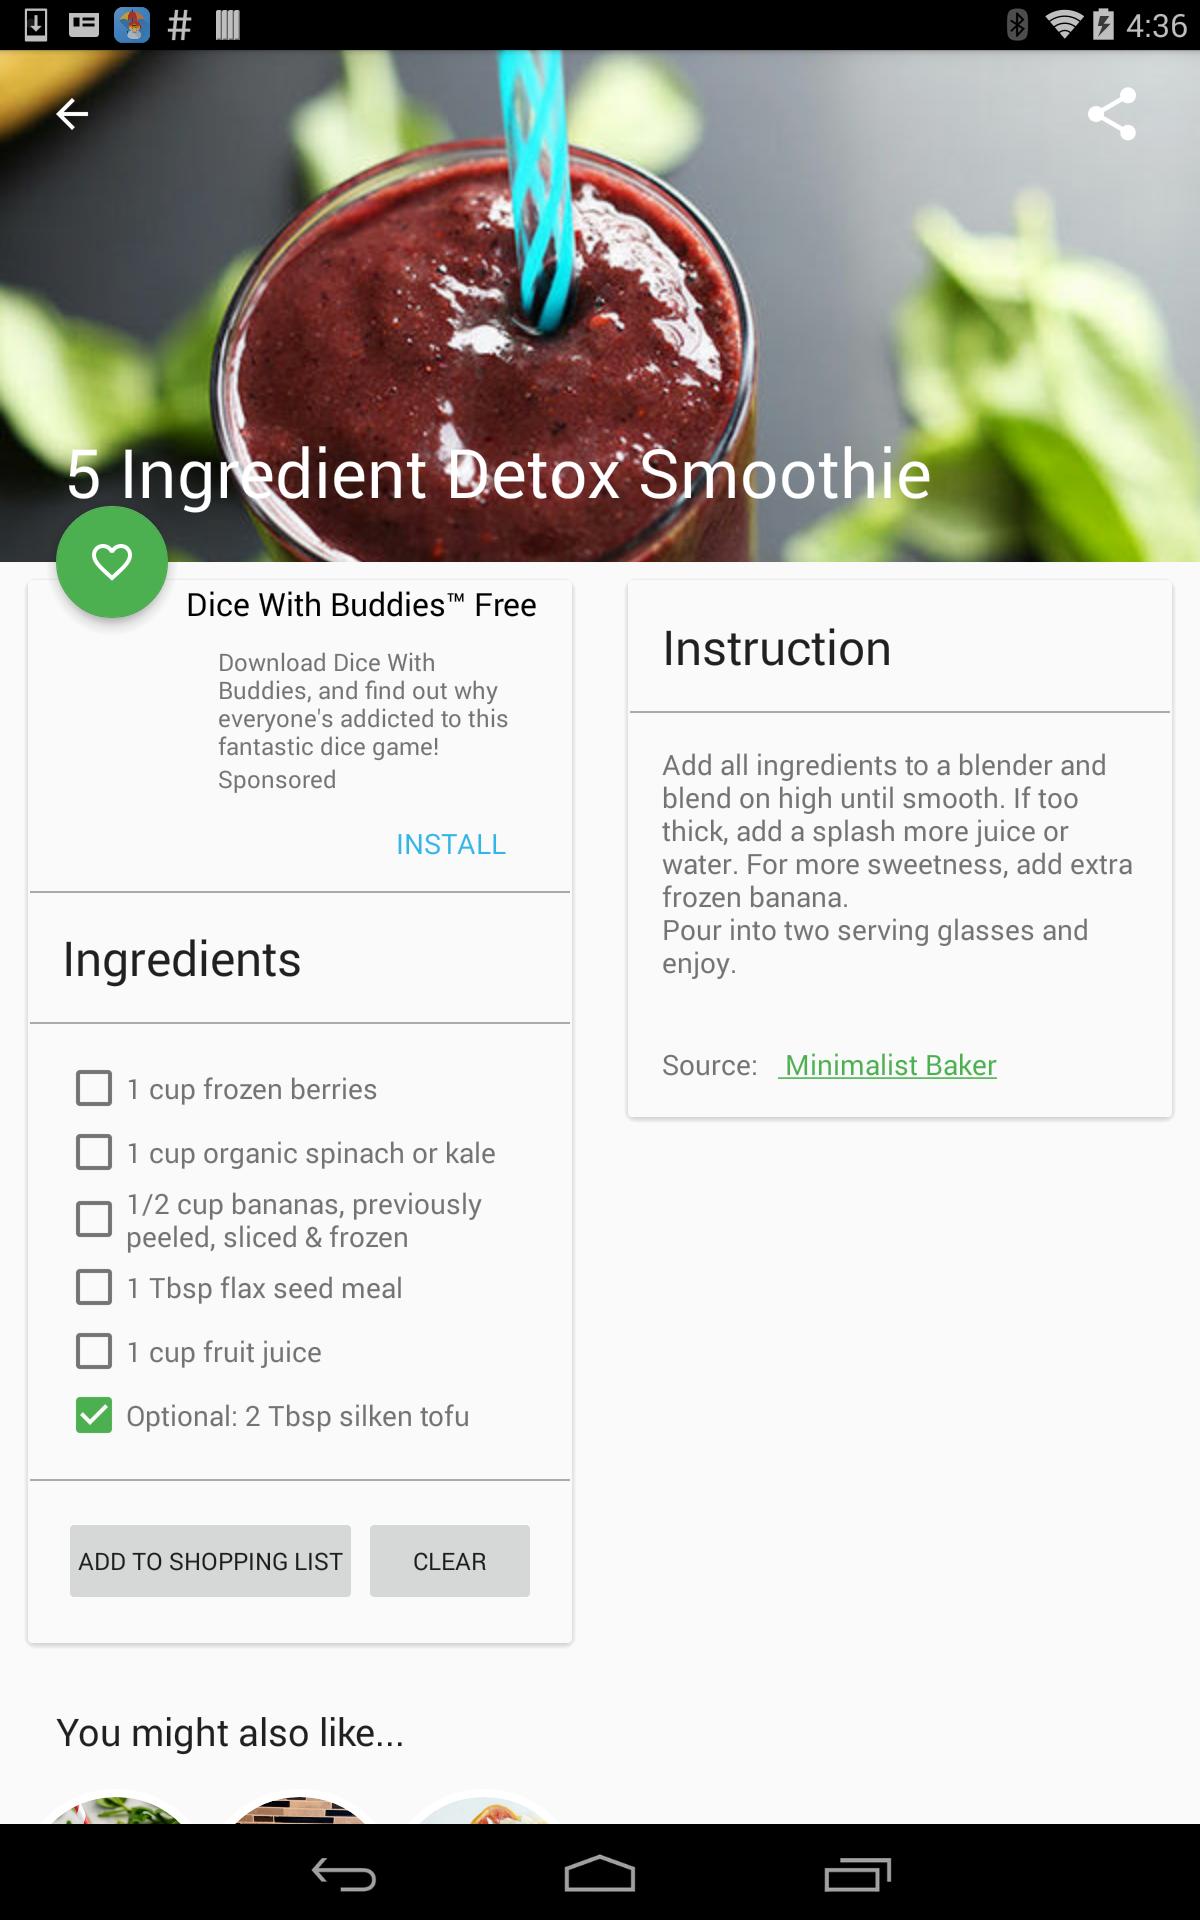 4:36
5 Ingredient Detox Smoothie
Dice With Buddies™ Free
Download Dice With
Buddies, and find out why
everyone's addicted to this
fantastic dice game!
Sponsored
INSTALL
Ingredients
1 cup frozen berries
1 cup organic spinach or kale
1/2 cup bananas, previously
peeled, sliced & frozen
1 Tbsp flax seed meal
1 cup fruit juice
Optional: 2 Tbsp silken tofu
ADD TO SHOPPING LIST
CLEAR
Instruction
Add all ingredients to a blender and
blend on high until smooth. If too
thick, add a splash more juice or
water. For more sweetness, add extra
frozen banana.
Pour into two serving glasses and
enjoy.
Source: Minimalist Baker
You might also like...